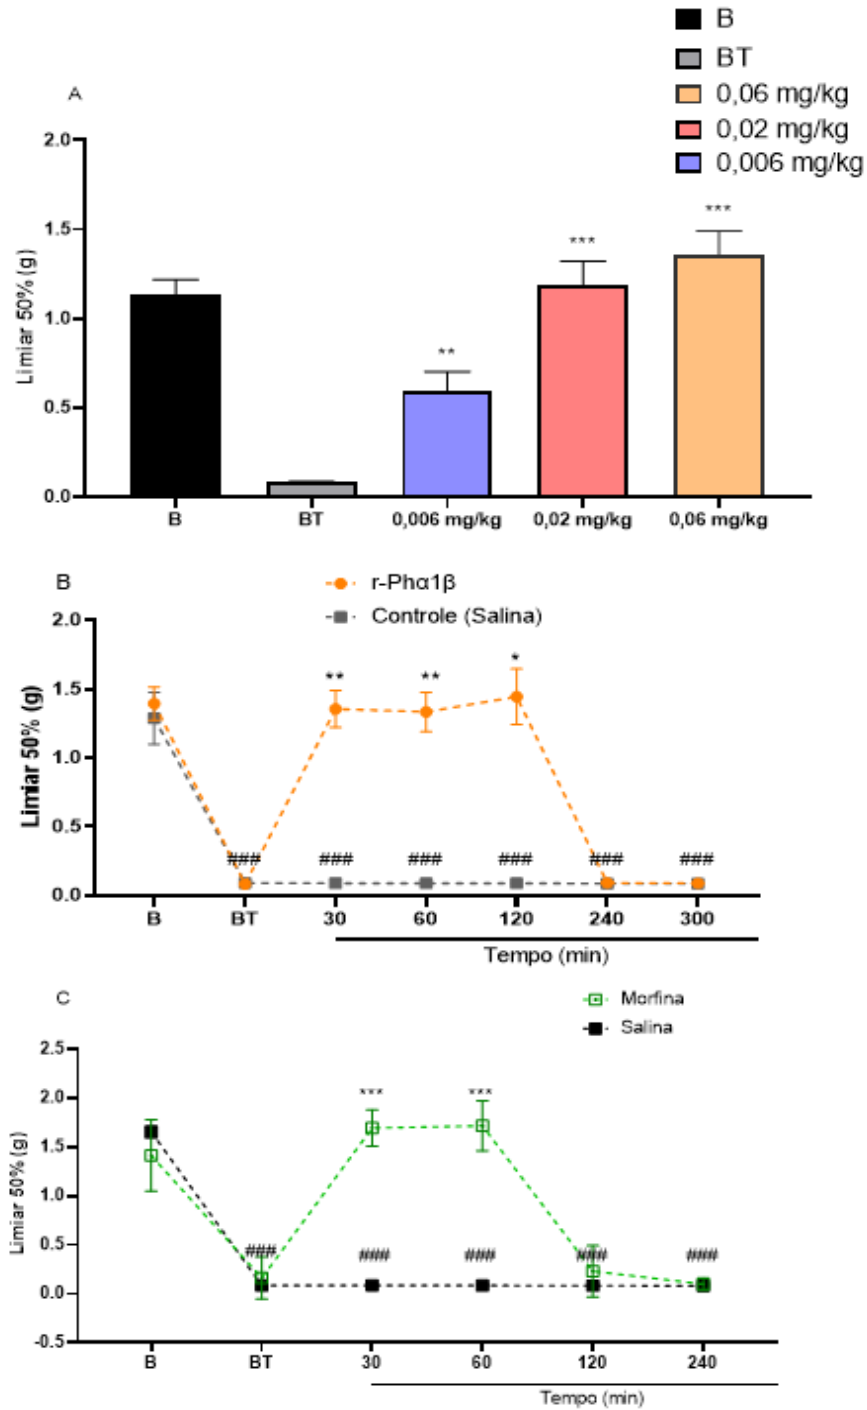 B
BT
0,06 mg/kg
0,02 mg/kg
0,006 mg/kg
A
2.0
1.5
1.0
0.5
0.0
Limiar 50% (g)
**
***
***
B BT 0,006 mg/kg 0,02 mg/kg 0,06 mg/kg
B
r-Phα1β
Controle (Salina)
2.0
1.5
1.0
0.5
0.0
Limiar 50% (g)
** ** *
### ### ### ### ### ###
B BT 30 60 120 240 300
Tempo (min)
C
Morfina
Salina
2.5
2.0
1.5
1.0
0.5
0.0
-0.5
Limiar 50% (g)
*** ***
### ### ### ### ###
B BT 30 60 120 240
Tempo (min)